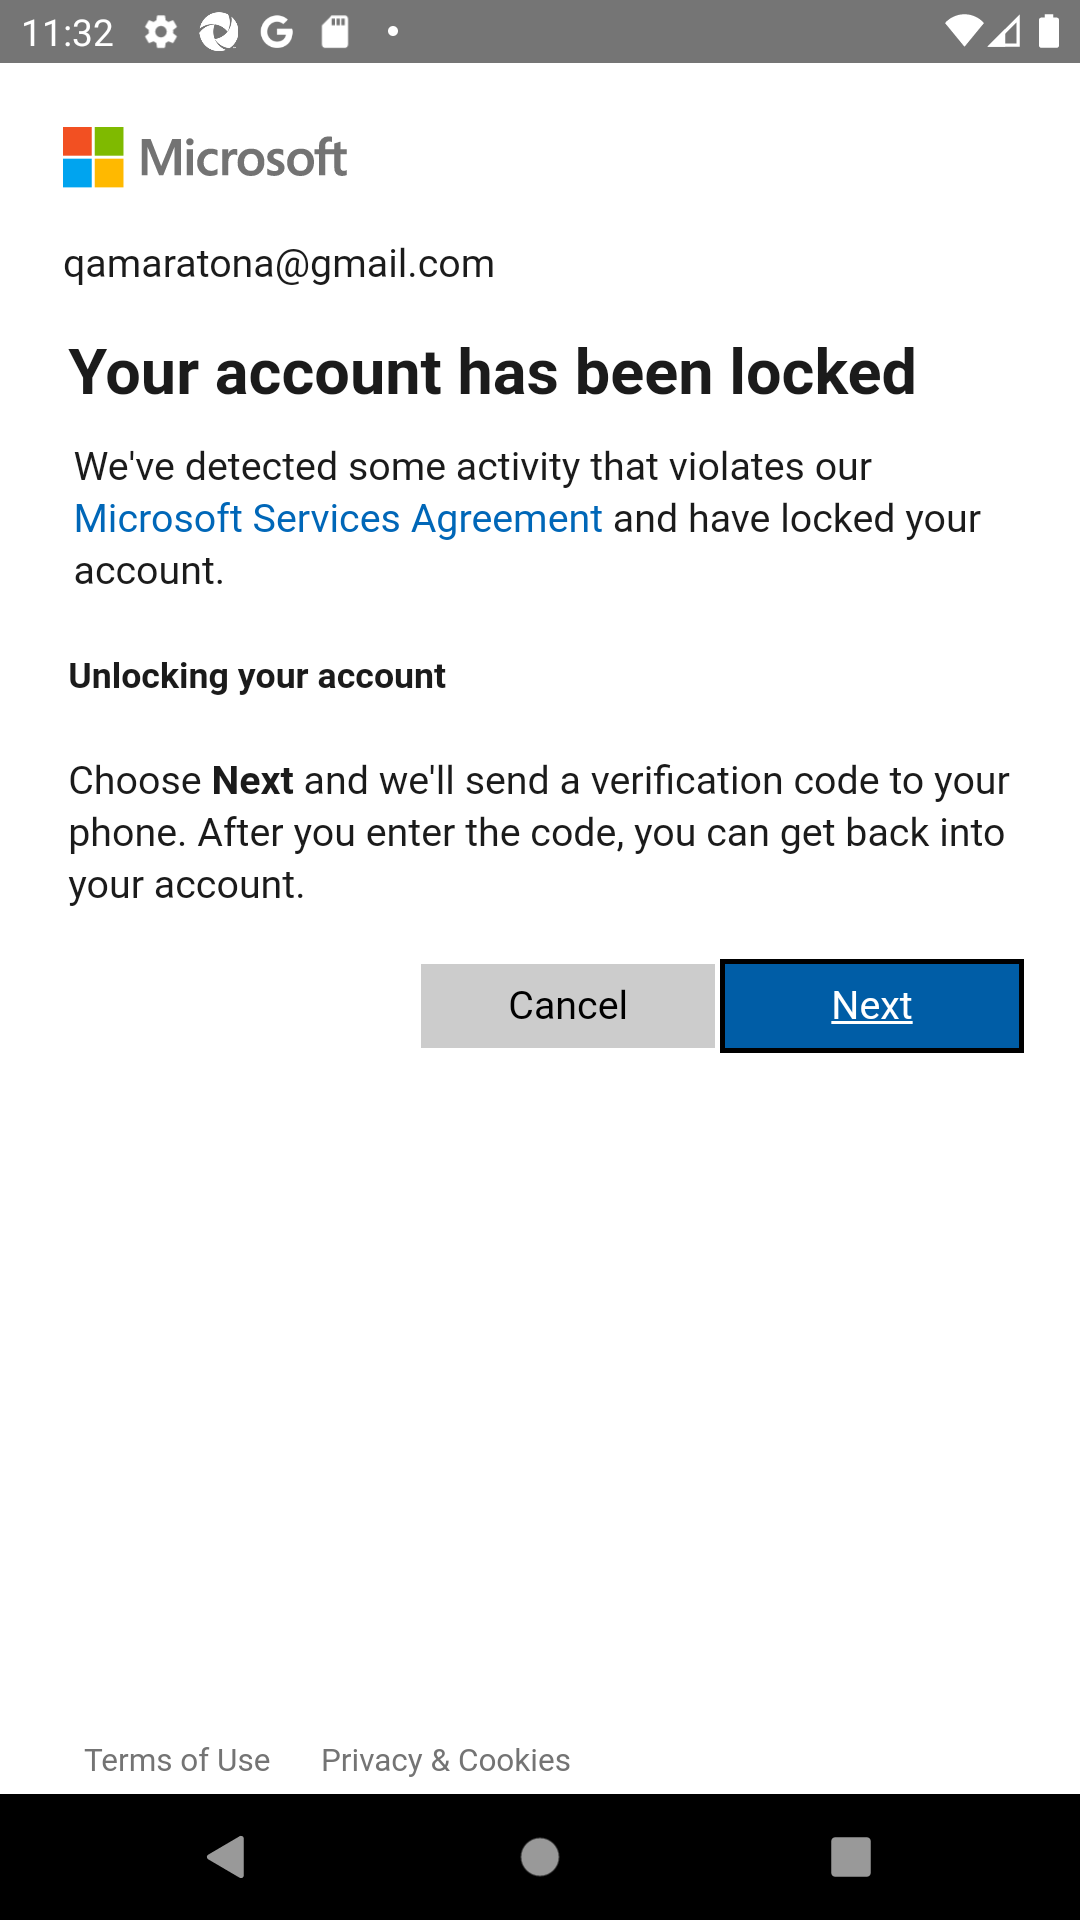 11:32
Microsoft
qamaratona@gmail.com
Your account has been locked
We've detected some activity that violates our
Microsoft Services Agreement and have locked your
account.
Unlocking your account
Choose Next and we'll send a verification code to your
phone. After you enter the code, you can get back into
your account.
Cancel Next
Terms of Use Privacy & Cookies